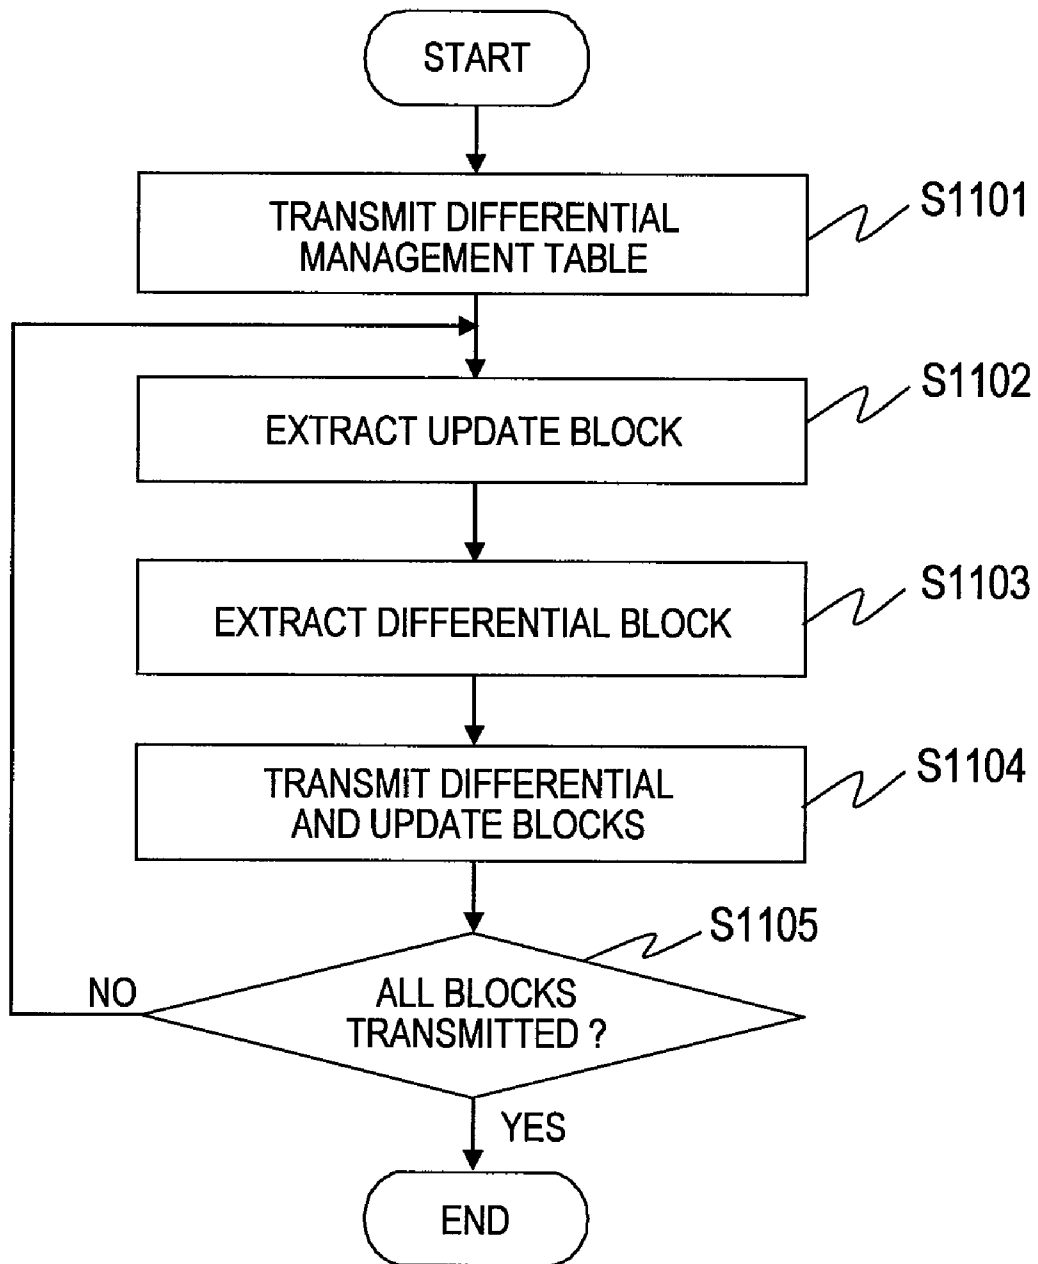 START
TRANSMIT DIFFERENTIAL
MANAGEMENT TABLE
S1101
EXTRACT UPDATE BLOCK
S1102
EXTRACT DIFFERENTIAL BLOCK
S1103
TRANSMIT DIFFERENTIAL
AND UPDATE BLOCKS
S1104
S1105
ALL BLOCKS
TRANSMITTED ?
NO
YES
END